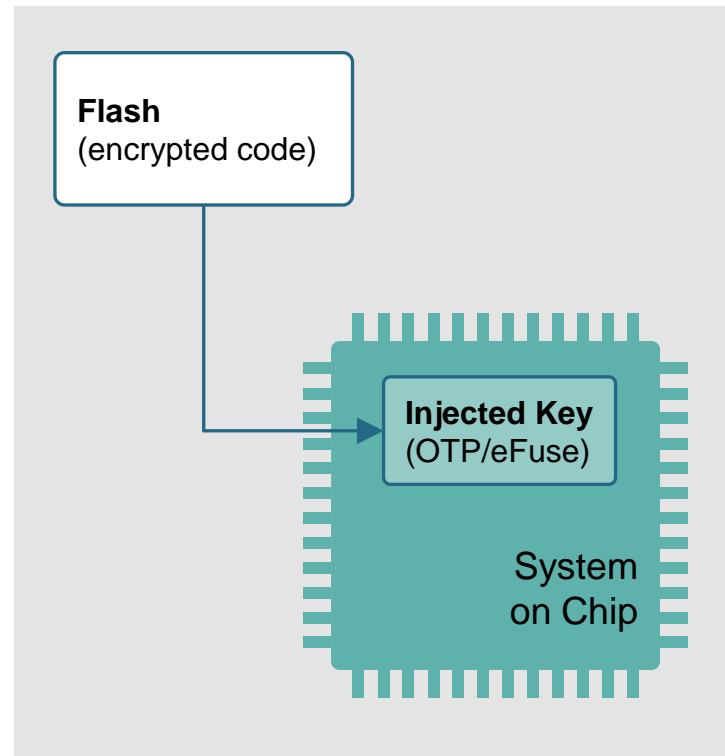 Flash
(encrypted code)
Injected Key
(OTP/eFuse)
System
on Chip